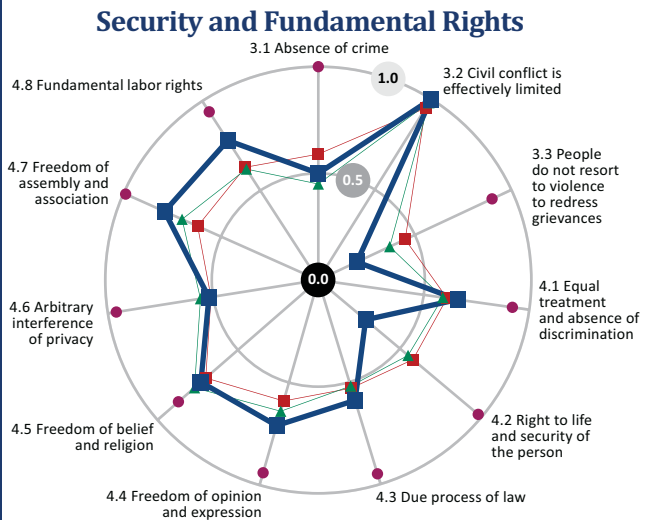 Security and Fundamental Rights
3.1 Absence of crime
1.0
3.2 Civil conflict is
effectively limited
4.8 Fundamental labor rights
3.3 People
do not resort
to violence
to redress
grievances
0.5
4.7 Freedom of
assembly and
association
0.0
4.1 Equal
treatment
and absence of
discrimination
4.6 Arbitrary
interference
of privacy
4.2 Right to life
and security of
the person
4.5 Freedom of belief
and religion
4.4 Freedom of opinion
and expression
4.3 Due process of law